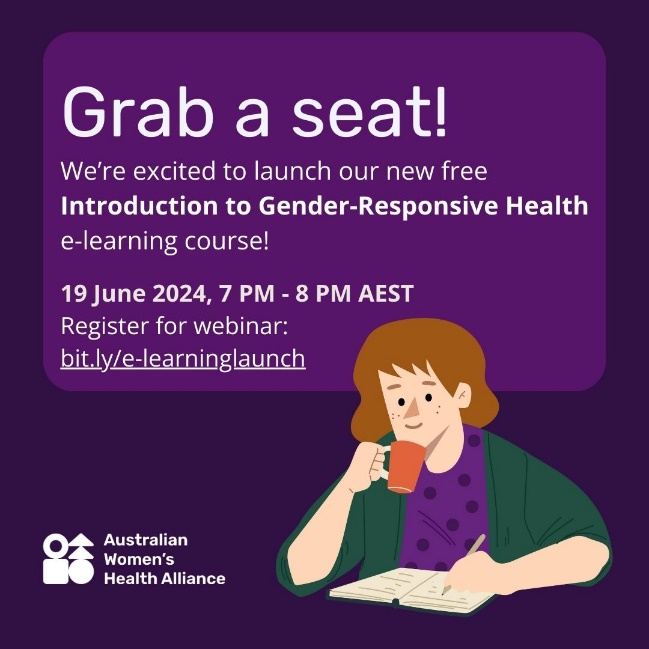 Grab a seat!
We’re excited to launch our new free
Introduction to Gender-Responsive Health
e-learning course!
19 June 2024, 7 PM - 8 PM AEST
Register for webinar:
bit.ly/e-learninglaunch
Australian
Women’s
Health Alliance